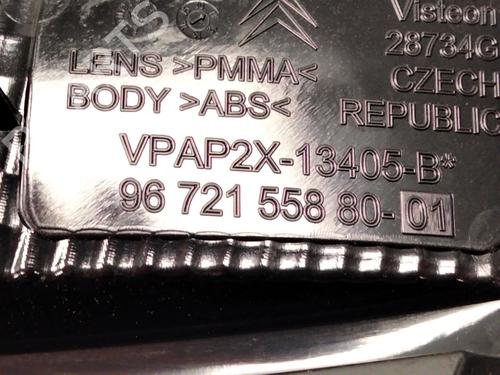 Visteon
28734G
LENS >PMMA< CZECH
BODY >ABS< REPUBLIC
VPAP2X-13405-B*
96 721 558 80- 01